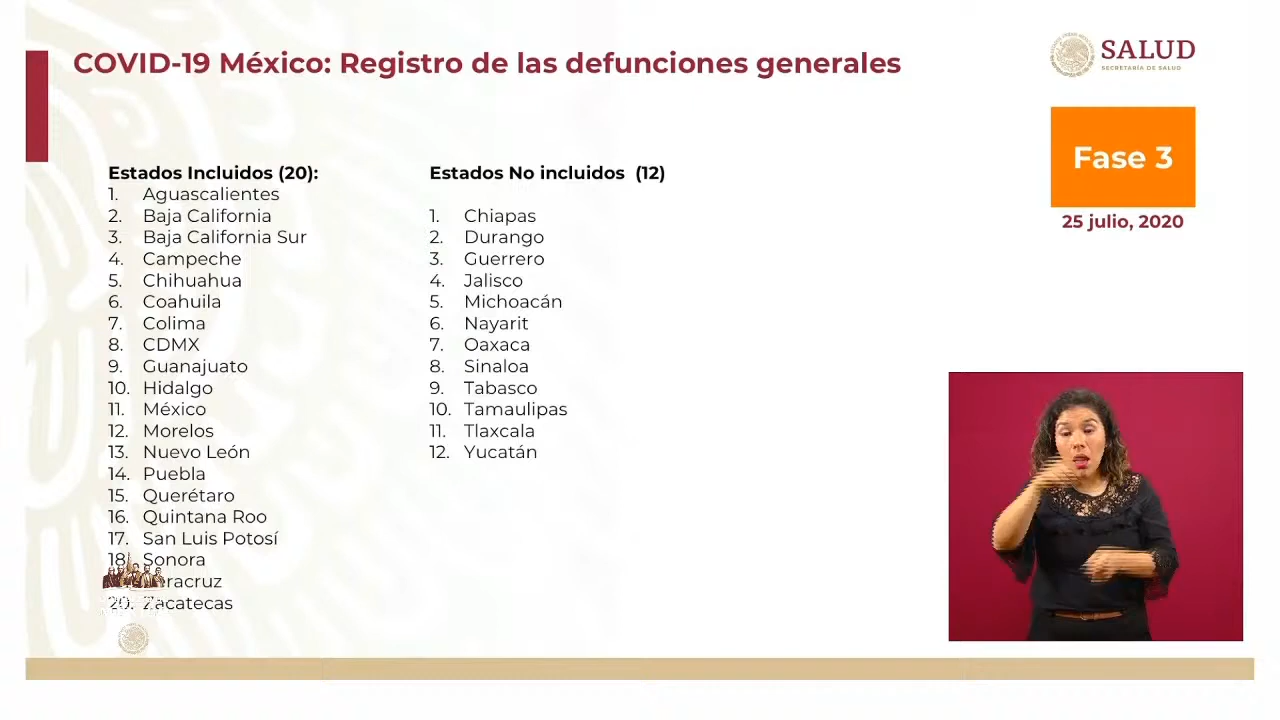 COVID-19 México: Registro de las defunciones generales
SALUD
SECRETARÍA DE SALUD
Fase 3
25 julio, 2020
Estados Incluidos (20):
1. Aguascalientes
2. Baja California
3. Baja California Sur
4. Campeche
5. Chihuahua
6. Coahuila
7. Colima
8. CDMX
9. Guanajuato
10. Hidalgo
11. México
12. Morelos
13. Nuevo León
14. Puebla
15. Querétaro
16. Quintana Roo
17. San Luis Potosí
18. Sonora
eracruz
20. Zacatecas
Estados No incluidos (12)
1. Chiapas
2. Durango
3. Guerrero
4. Jalisco
5. Michoacán
6. Nayarit
7. Oaxaca
8. Sinaloa
9. Tabasco
10. Tamaulipas
11. Tlaxcala
12. Yucatán